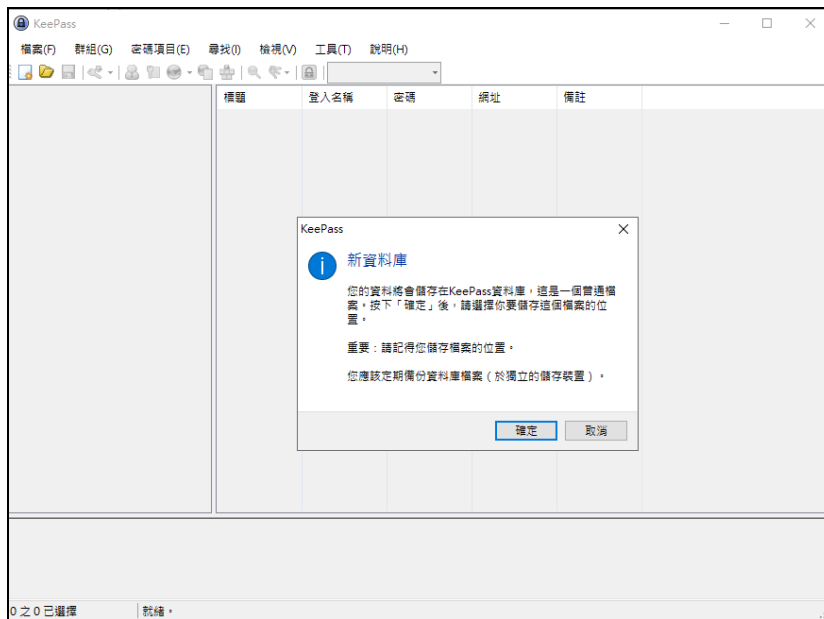 KeePass
檔案(F) 群組(G) 密碼項目(E) 尋找(I) 檢視(V) 工具(T) 說明(H)
標題 登入名稱 密碼 網址 備註
KeePass
新資料庫
您的資料將會儲存在KeePass資料庫，這是一個普通檔
案。按下「確定」後，請選擇你要儲存這個檔案的位
置。
重要：請記得您儲存檔案的位置。
您應該定期備份資料庫檔案（於獨立的儲存裝置）。
確定 取消
0 之 0 已選擇 就緒。